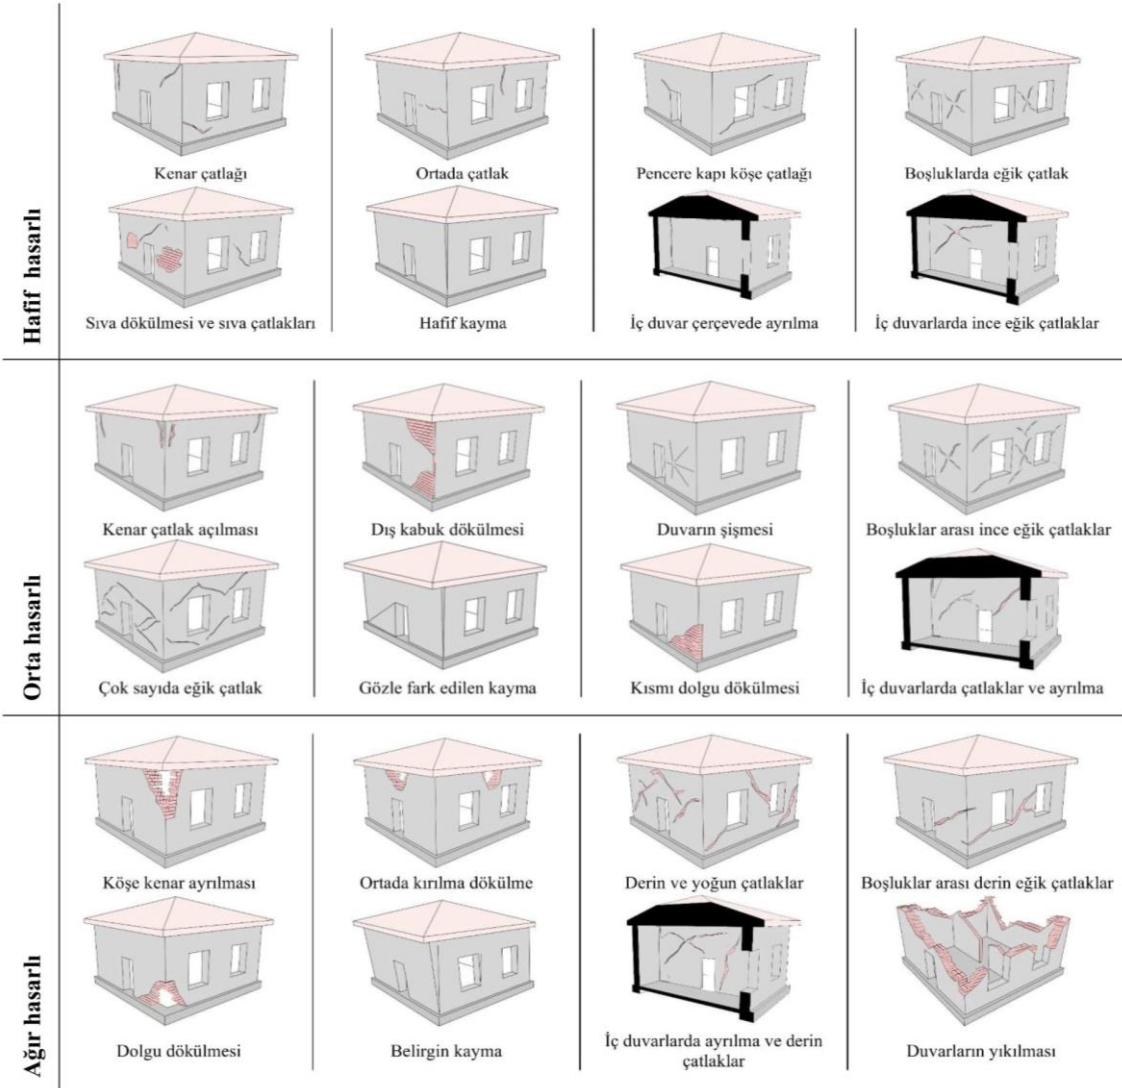 Hafif hasarlı
Kenar çatlağı
Ortada çatlak
Pencere kapı köşe çatlağı
Boşluklarda eğik çatlak
Sıva dökülmesi ve sıva çatlakları
Hafif kayma
İç duvar çerçevede ayrılma
İç duvarlarda ince eğik çatlaklar
Orta hasarlı
Kenar çatlak açılması
Dış kabuk dökülmesi
Duvarın şişmesi
Boşluklar arası ince eğik çatlaklar
Çok sayıda eğik çatlak
Gözle fark edilen kayma
Kısmı dolgu dökülmesi
İç duvarlarda çatlaklar ve ayrılma
Ağır hasarlı
Köşe kenar ayrılması
Ortada kırılma dökülme
Derin ve yoğun çatlaklar
Boşluklar arası derin eğik çatlaklar
Dolgu dökülmesi
Belirgin kayma
İç duvarlarda ayrılma ve derin
çatlaklar
Duvarların yıkılması